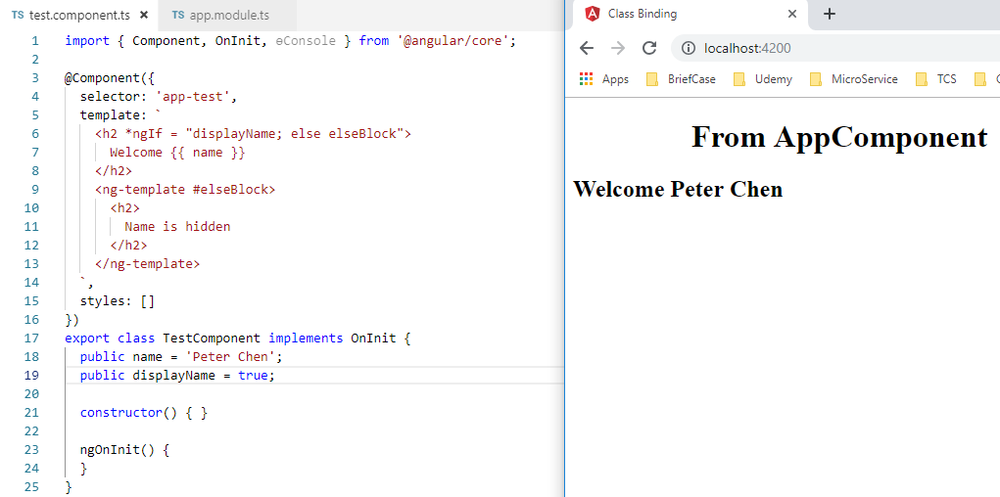 TS test.component.ts ×
TS app.module.ts
1 import { Component, OnInit, eConsole } from '@angular/core';
2
3 @Component({
4 selector: 'app-test',
5 template: `
6 <h2 *ngIf = "displayName; else elseBlock">
7 Welcome {{ name }}
8 </h2>
9 <ng-template #elseBlock>
10 <h2>
11 Name is hidden
12 </h2>
13 </ng-template>
14 `,
15 styles: []
16 })
17 export class TestComponent implements OnInit {
18 public name = 'Peter Chen';
19 public displayName = true;
20
21 constructor() { }
22
23 ngOnInit() {
24 }
25 }
Class Binding
localhost:4200
Apps BriefCase Udemy MicroService TCS
From AppComponent
Welcome Peter Chen